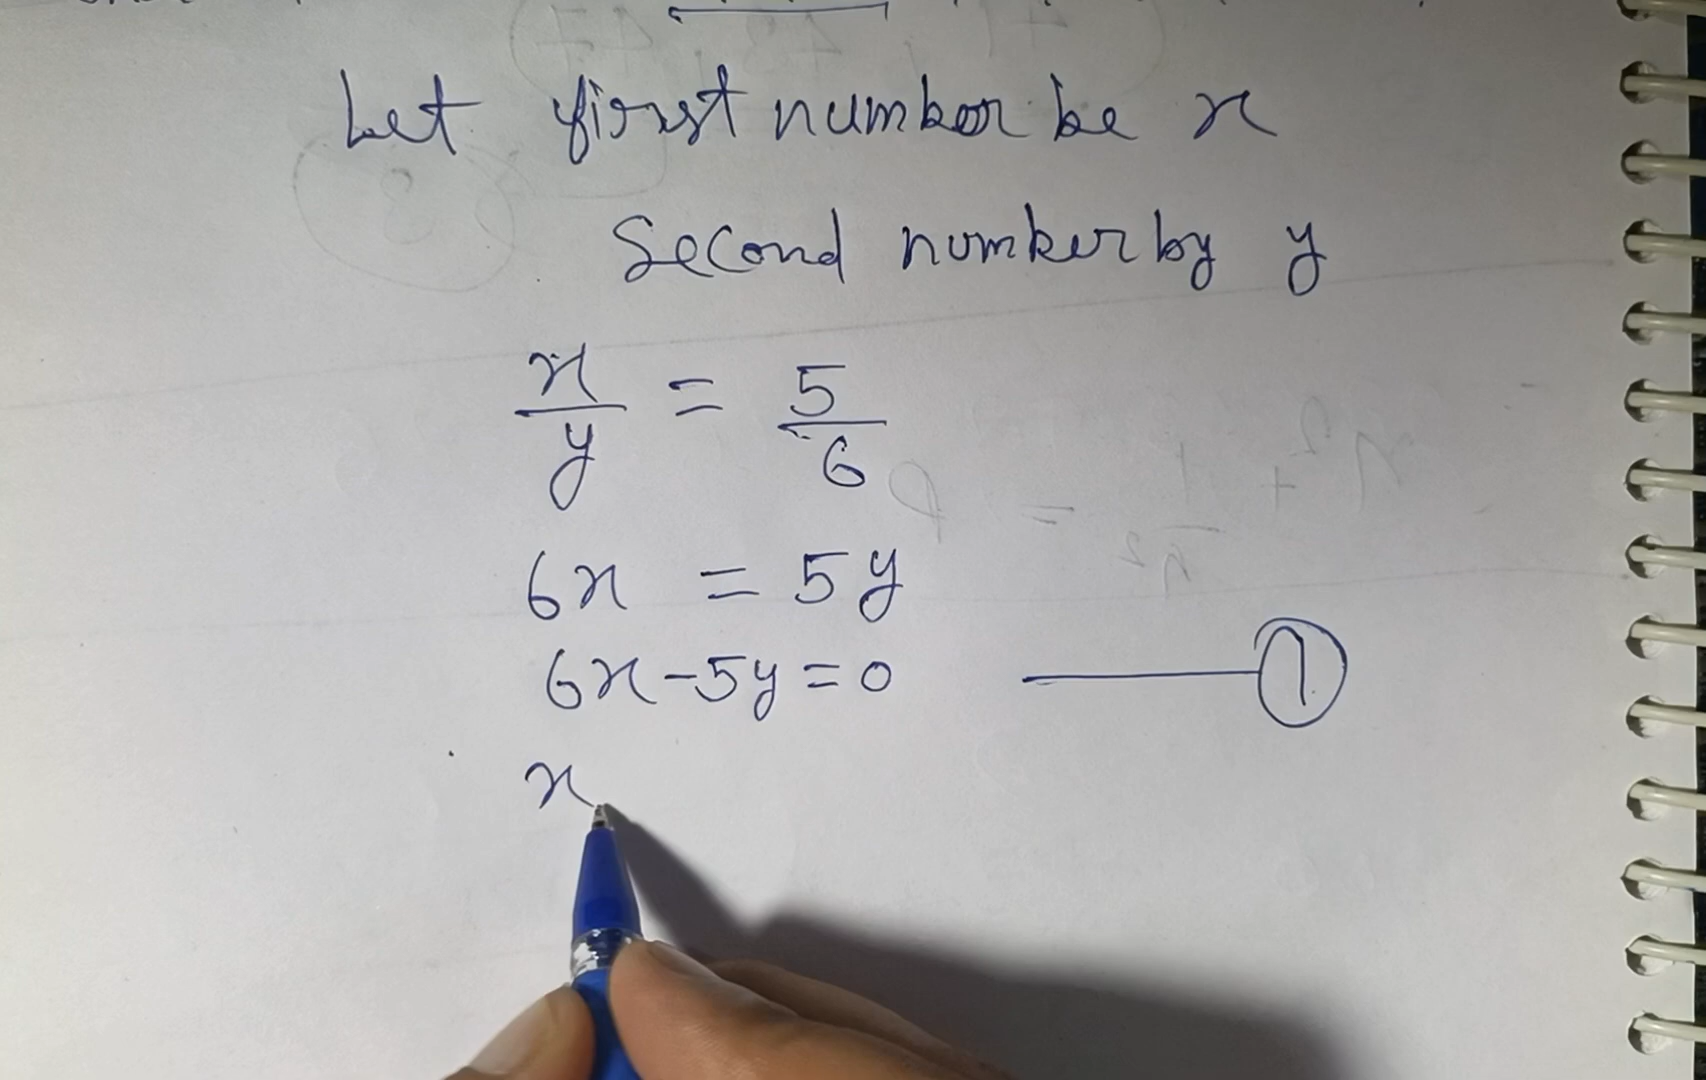 Let first number be x
Second number by y
x/y = 5/6
6x = 5y
6x - 5y = 0 —— 1
x